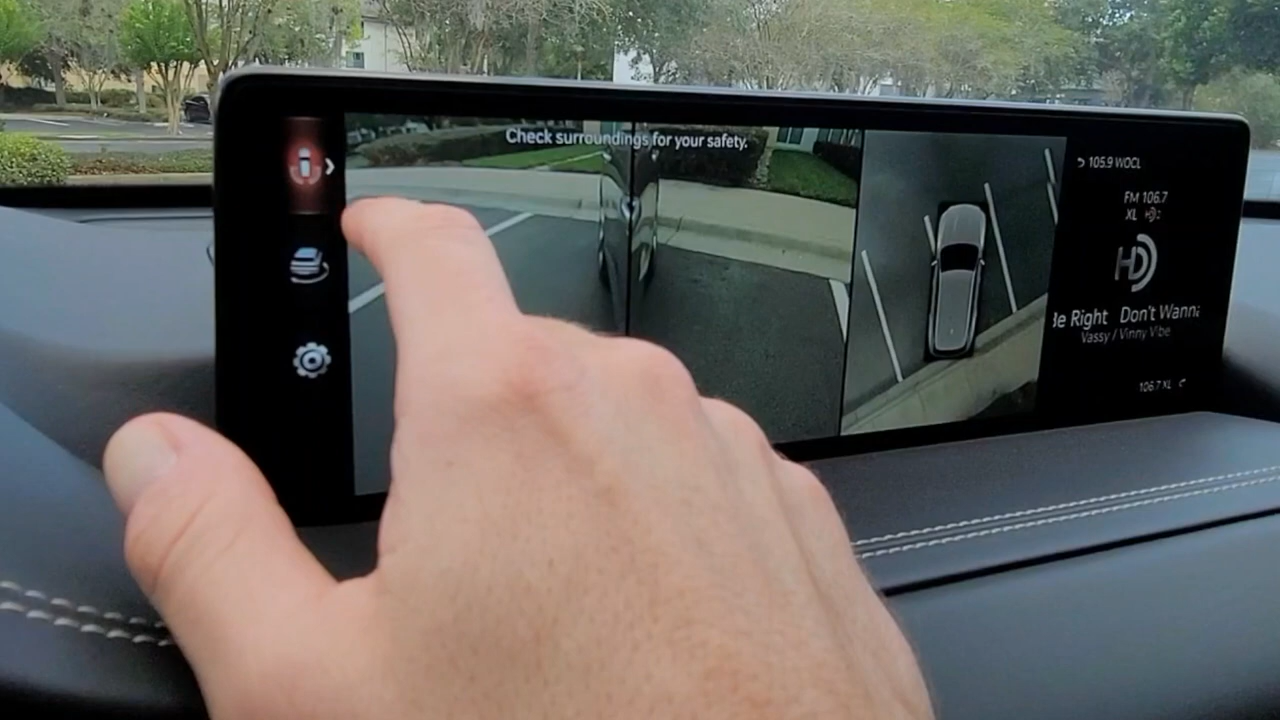 Check surroundings for your safety.
105.9 WOCL
FM 106.7
XL HD
HD
Be Right Don't Wanna
Vassy / Vinny Vibe
106.7 XL